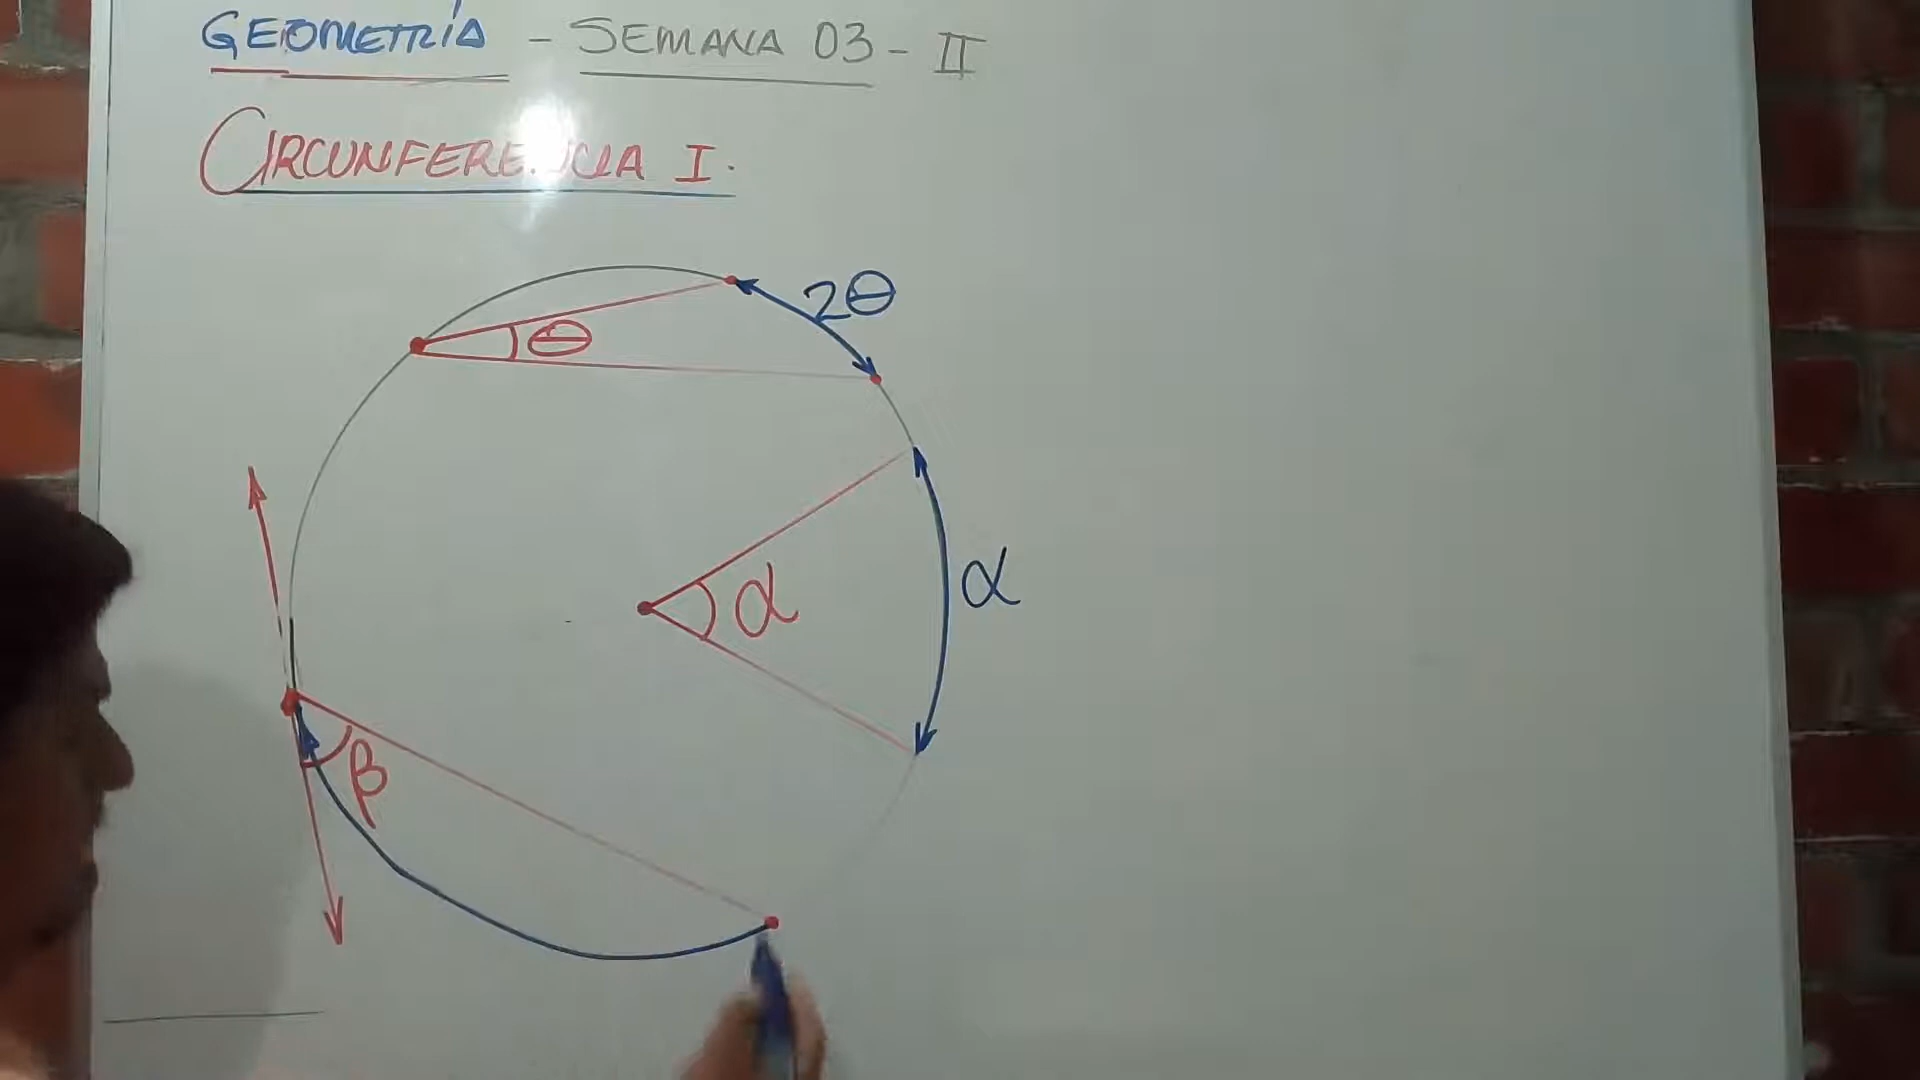 GEOMETRÍA - SEMANA 03 - II
CIRCUNFERENCIA I.
2θ
θ
α α
β